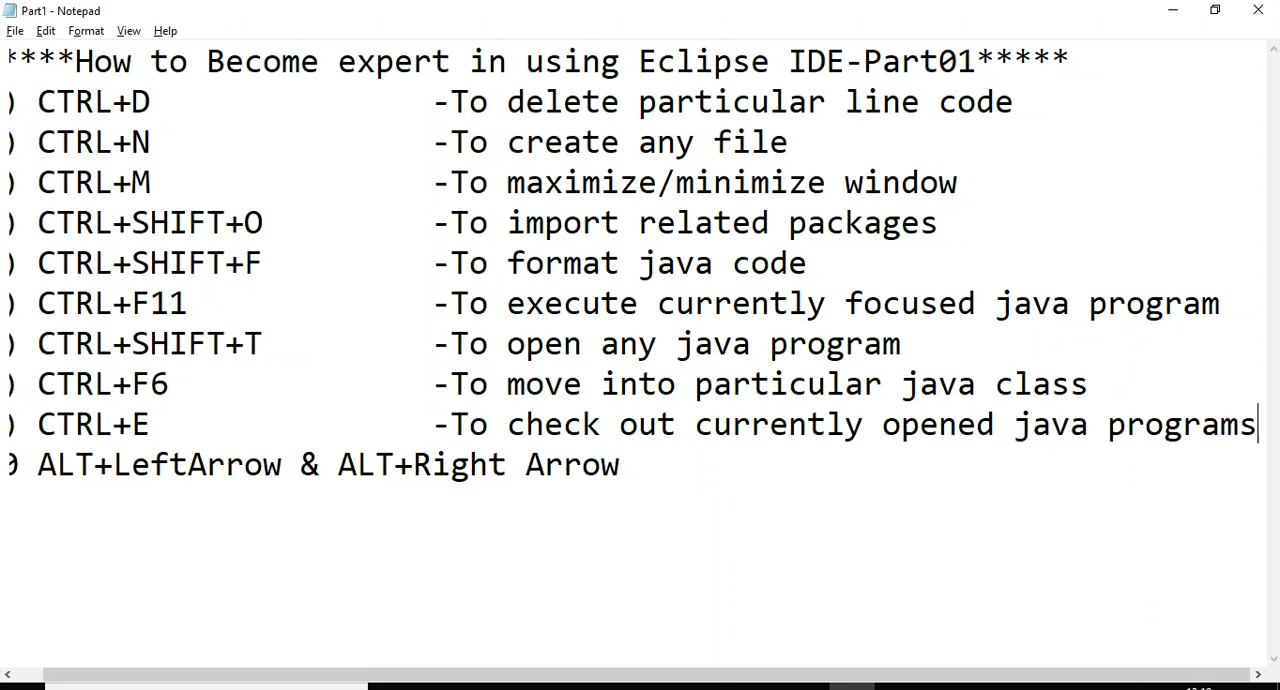 Part1 - Notepad
File Edit Format View Help
****How to Become expert in using Eclipse IDE-Part01*****
) CTRL+D -To delete particular line code
) CTRL+N -To create any file
) CTRL+M -To maximize/minimize window
) CTRL+SHIFT+O -To import related packages
) CTRL+SHIFT+F -To format java code
) CTRL+F11 -To execute currently focused java program
) CTRL+SHIFT+T -To open any java program
) CTRL+F6 -To move into particular java class
) CTRL+E -To check out currently opened java programs
ALT+LeftArrow & ALT+Right Arrow